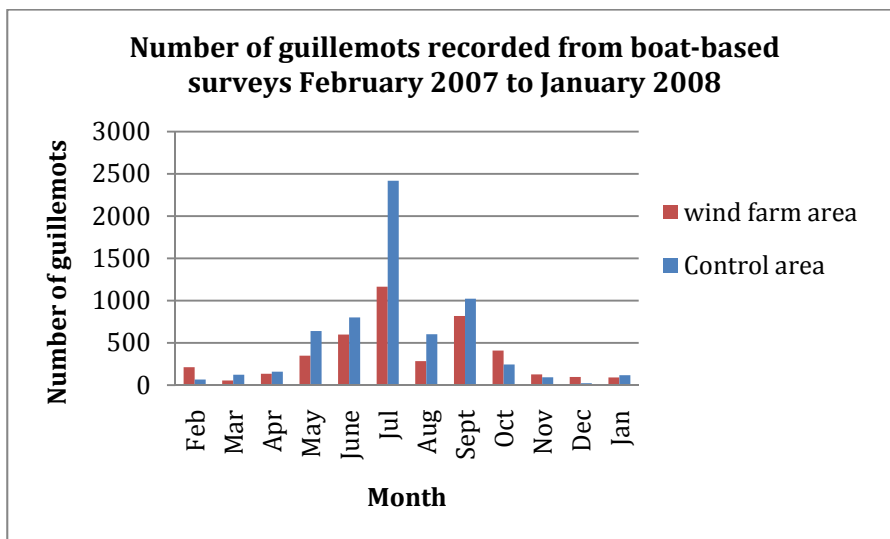 Number of guillemots recorded from boat-based
surveys February 2007 to January 2008
Number of guillemots
3000
2500
2000
1500
1000
500
0
Feb
Mar
Apr
May
June
Jul
Aug
Sept
Oct
Nov
Dec
Jan
Month
wind farm area
Control area